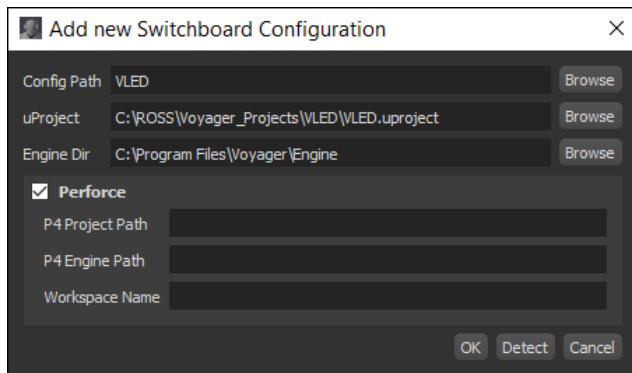 Add new Switchboard Configuration
Config Path VLED Browse
uProject C:\ROSS\Voyager_Projects\VLED\VLED.uproject Browse
Engine Dir C:\Program Files\Voyager\Engine Browse
Perforce
P4 Project Path
P4 Engine Path
Workspace Name
OK Detect Cancel